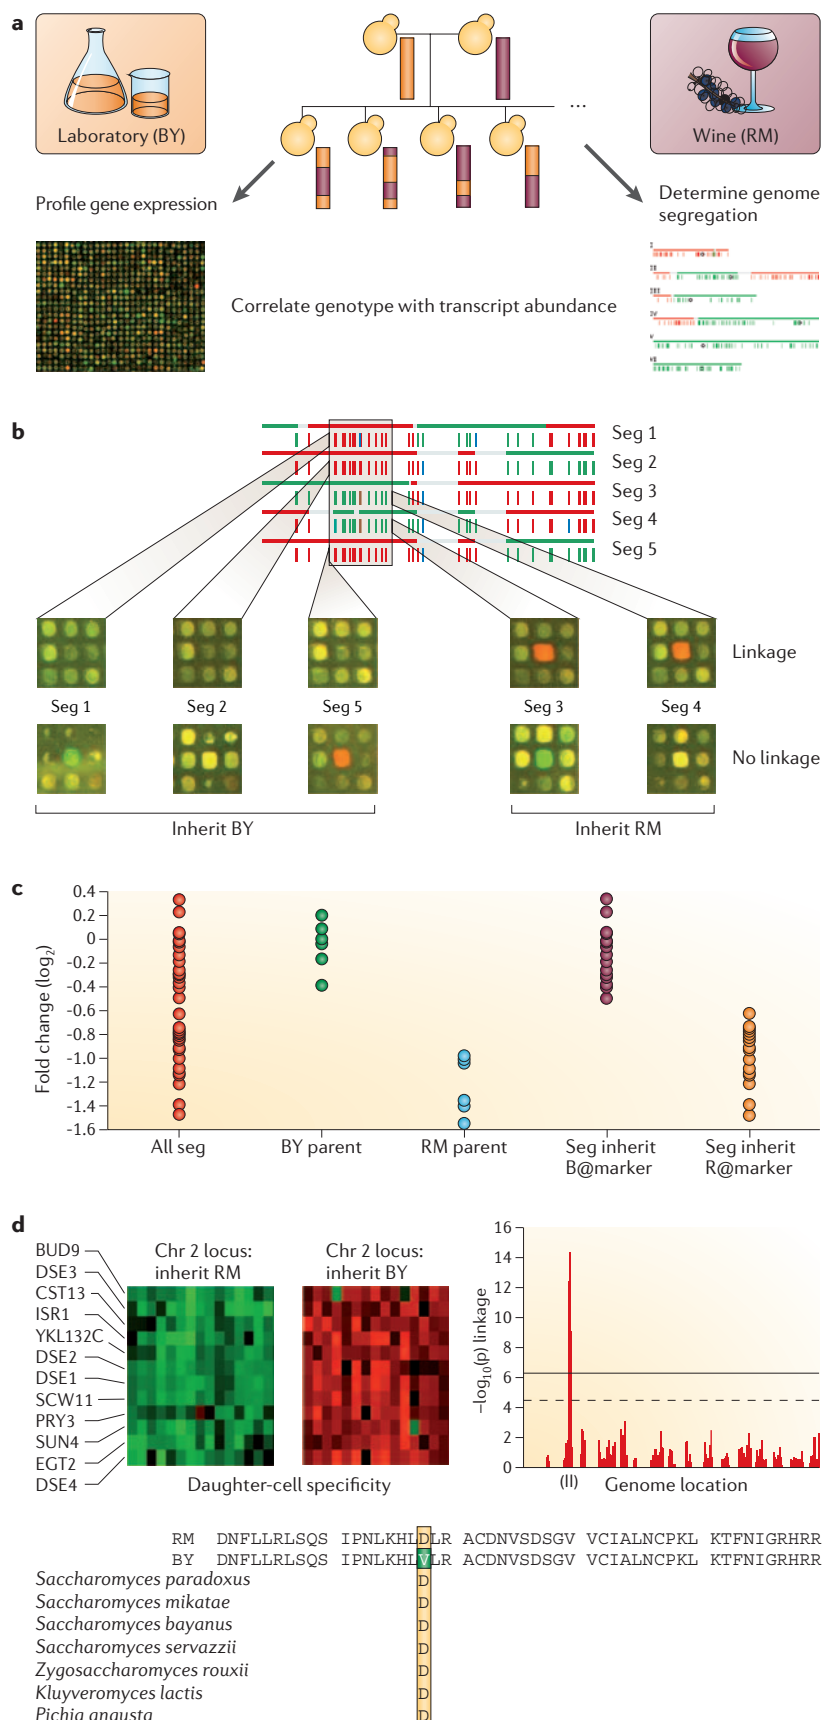 a
Laboratory (BY)
...
Wine (RM)
Profile gene expression
Determine genome
segregation
Correlate genotype with transcript abundance
I
II
III
IV
V
VI
b
Seg 1
Seg 2
Seg 3
Seg 4
Seg 5
Linkage
Seg 1
Seg 2
Seg 5
Seg 3
Seg 4
No linkage
Inherit BY
Inherit RM
c
Fold change (log2)
0.4
0.2
0
-0.2
-0.4
-0.6
-0.8
-1.0
-1.2
-1.4
-1.6
All seg
BY parent
RM parent
Seg inherit
B@marker
Seg inherit
R@marker
d
BUD9
DSE3
CST13
ISR1
YKL132C
DSE2
DSE1
SCW11
PRY3
SUN4
EGT2
DSE4
Chr 2 locus:
inherit RM
Chr 2 locus:
inherit BY
Daughter-cell specificity
–log10(p) linkage
16
14
12
10
8
6
4
2
0
(II)
Genome location
RM DNFLLRLSQS IPNLKHLDLR ACDNVSDSGV VCIALNCPKL KTFNIGRHRR
BY DNFLLRLSQS IPNLKHLVLR ACDNVSDSGV VCIALNCPKL KTFNIGRHRR
Saccharomyces paradoxus D
Saccharomyces mikatae D
Saccharomyces bayanus D
Saccharomyces servazzii D
Zygosaccharomyces rouxii D
Kluyveromyces lactis D
Pichia angusta D